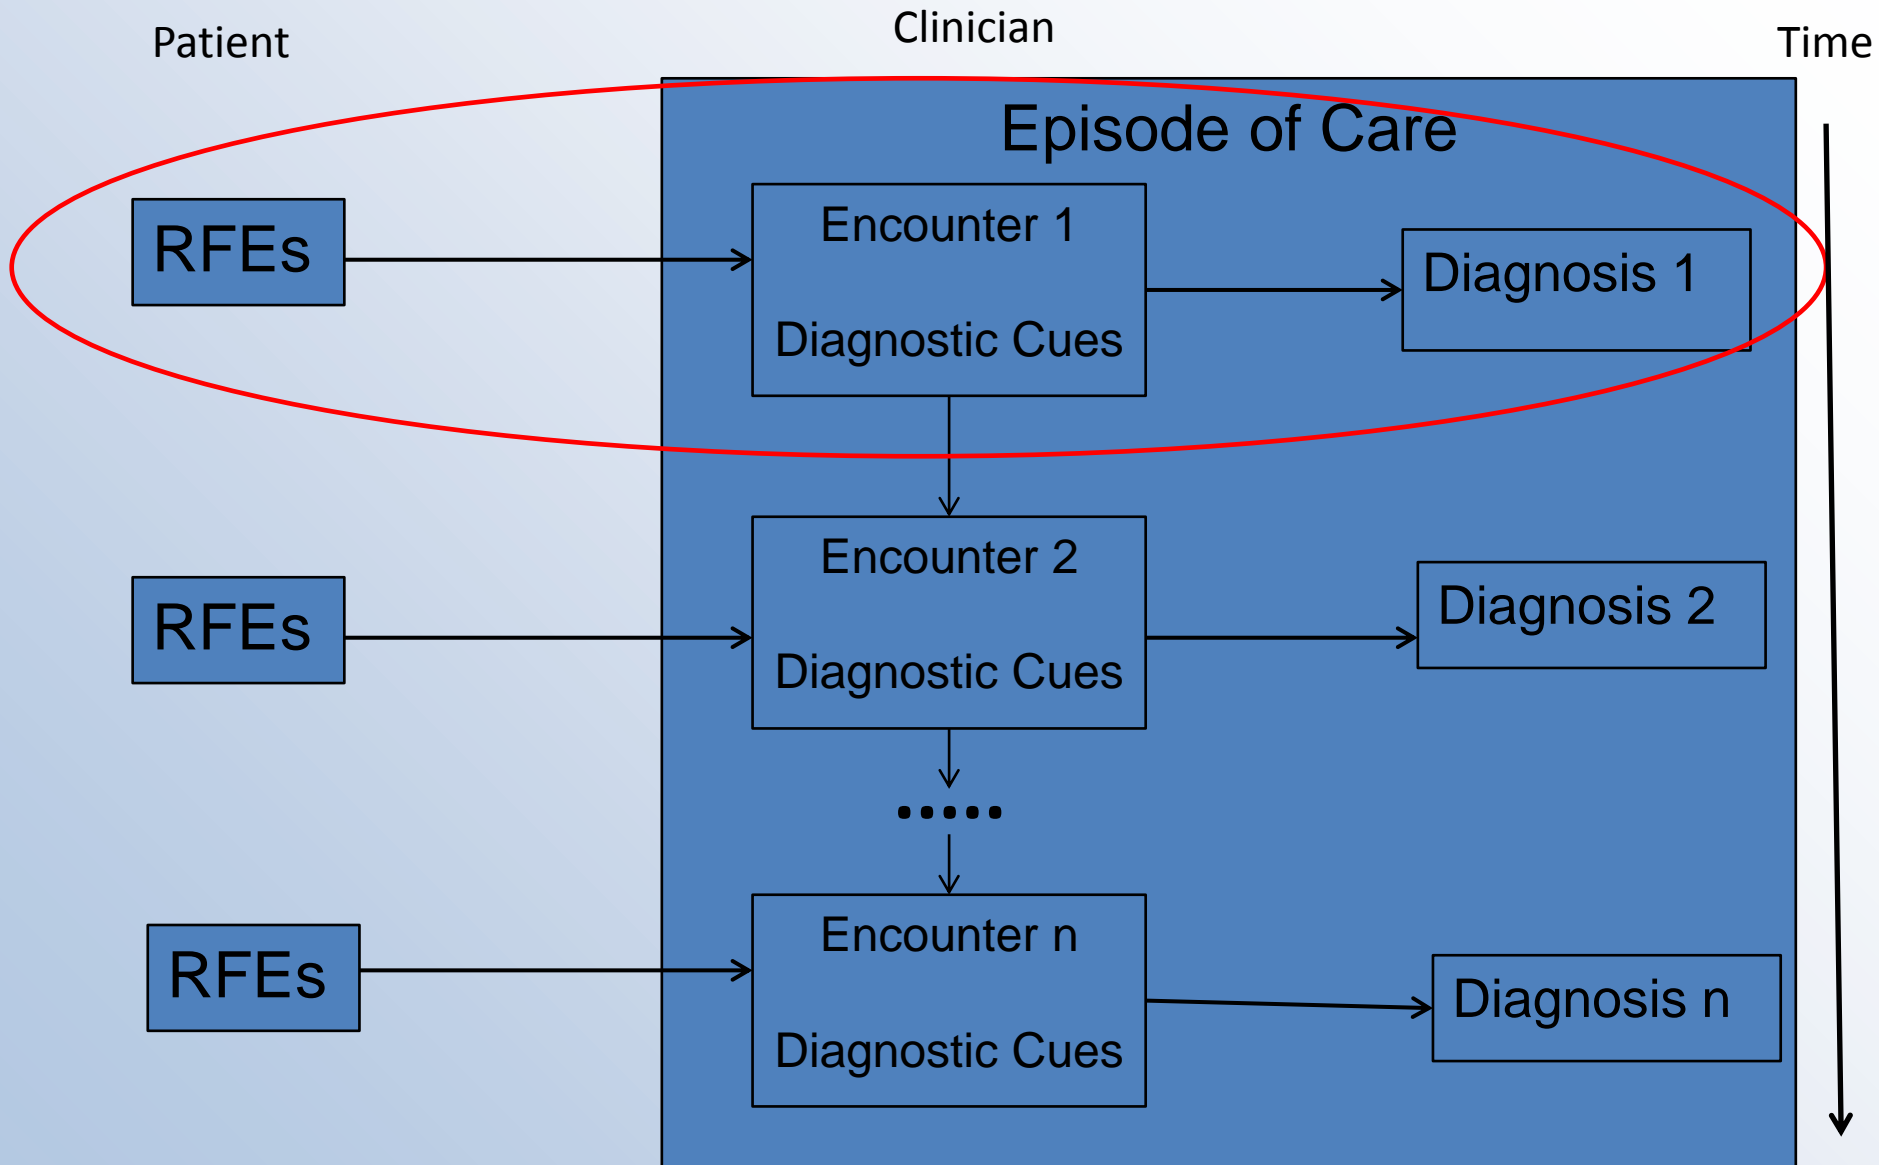 Patient
Clinician
Time
Episode of Care
RFEs
Encounter 1
Diagnostic Cues
Diagnosis 1
RFEs
Encounter 2
Diagnostic Cues
Diagnosis 2
.....
RFEs
Encounter n
Diagnostic Cues
Diagnosis n